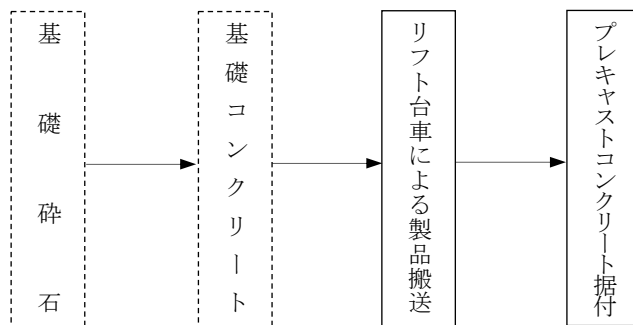 基礎砕石
基礎コンクリート
リフト台車による製品搬送
プレキャストコンクリート据付